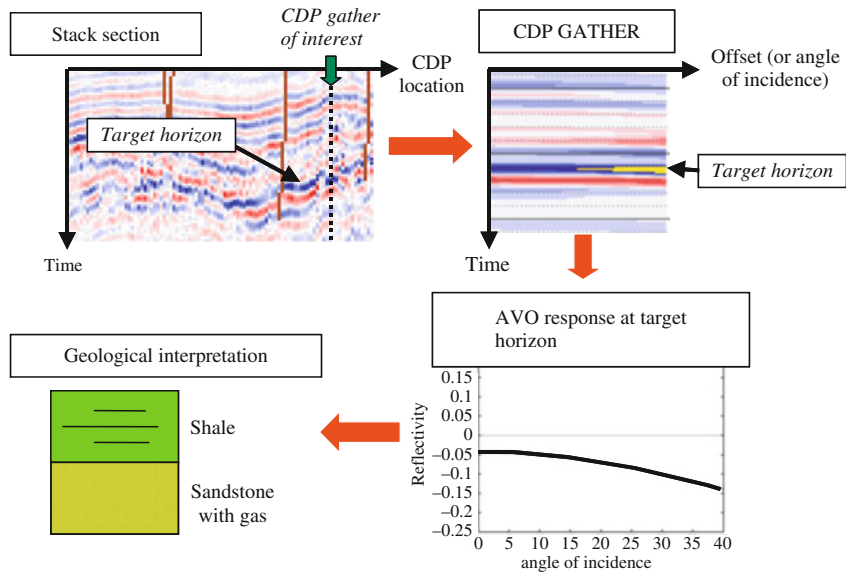 Stack section
CDP gather
of interest
CDP
location
Target horizon
Time
CDP GATHER
Offset (or angle
of incidence)
Target horizon
Time
AVO response at target
horizon
Reflectivity
0.15
0.1
0.05
0
−0.05
−0.1
−0.15
−0.2
−0.25
0 5 10 15 20 25 30 35 40
angle of incidence
Geological interpretation
Shale
Sandstone
with gas